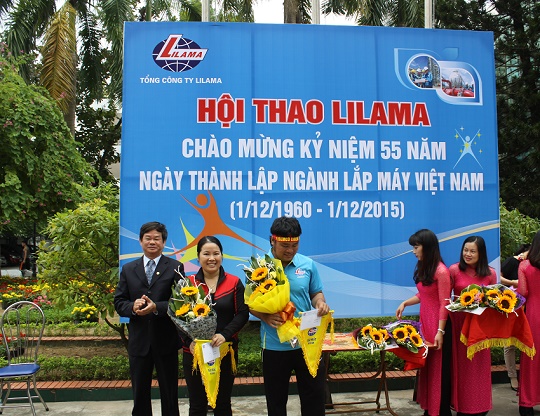 LILAMA
TỔNG CÔNG TY LILAMA
HỘI THAO LILAMA
CHÀO MỪNG KỶ NIỆM 55 NĂM
NGÀY THÀNH LẬP NGÀNH LẮP MÁY VIỆT NAM
(1/12/1960 - 1/12/2015)